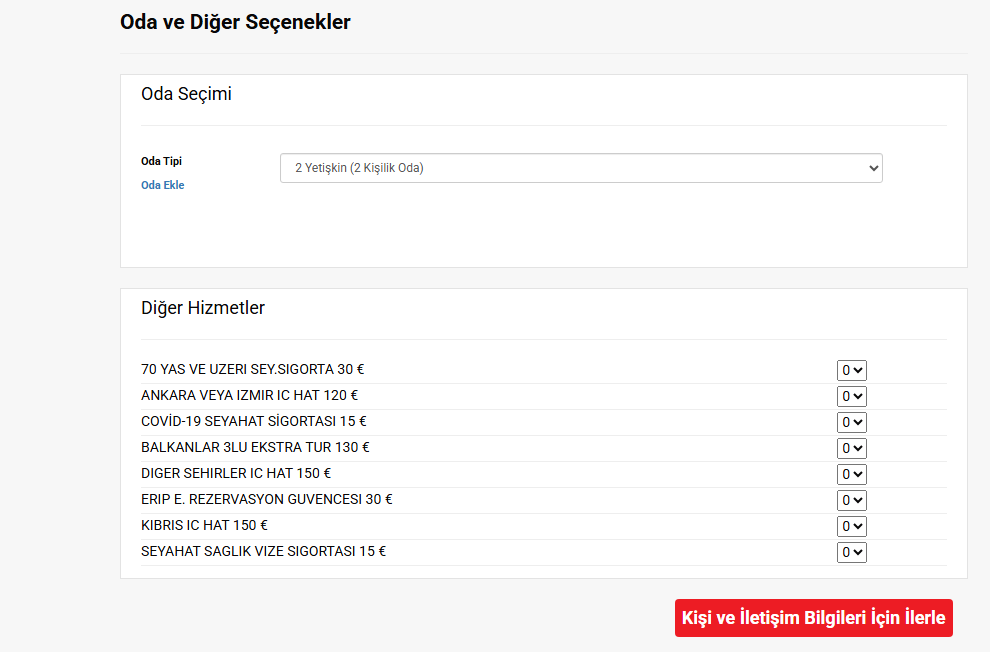 Oda ve Diğer Seçenekler
Oda Seçimi
Oda Tipi
2 Yetişkin (2 Kişilik Oda)
Oda Ekle
Diğer Hizmetler
70 YAS VE UZERI SEY.SIGORTA 30 € 0
ANKARA VEYA IZMIR IC HAT 120 € 0
COVİD-19 SEYAHAT SİGORTASI 15 € 0
BALKANLAR 3LU EKSTRA TUR 130 € 0
DIGER SEHIRLER IC HAT 150 € 0
ERIP E. REZERVASYON GUVENCESI 30 € 0
KIBRIS IC HAT 150 € 0
SEYAHAT SAGLIK VIZE SIGORTASI 15 € 0
Kişi ve İletişim Bilgileri İçin İlerle